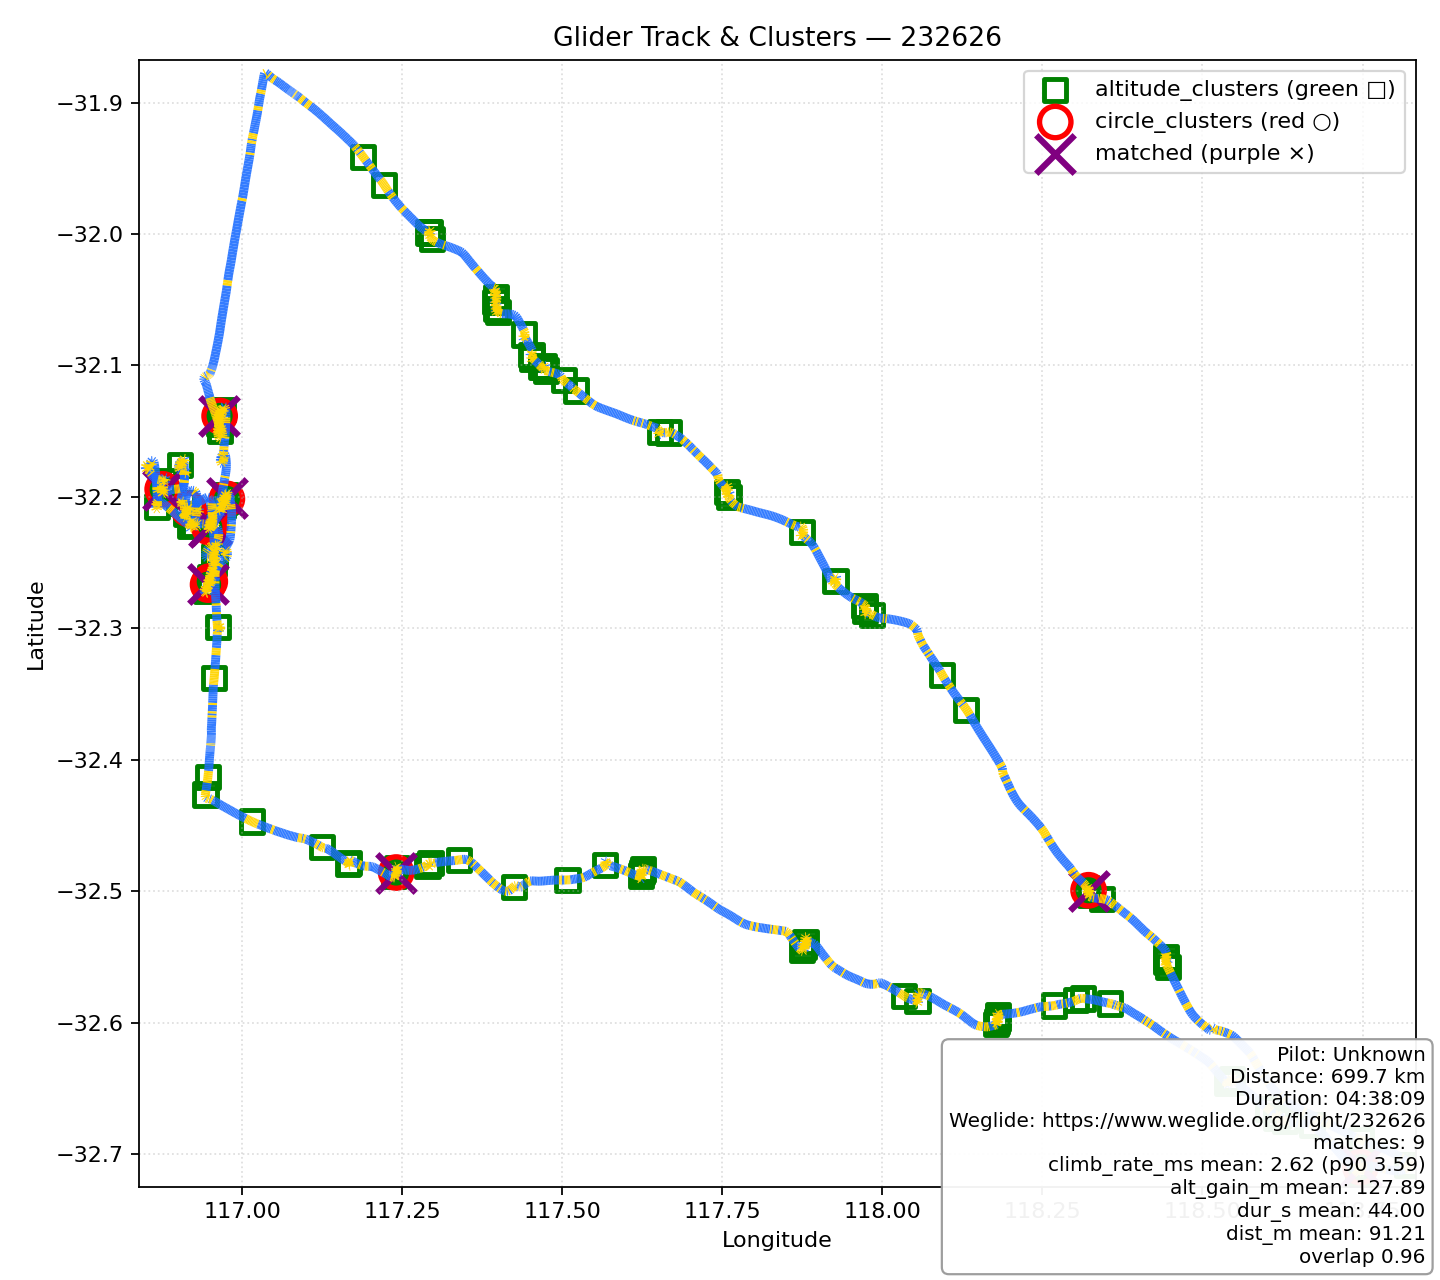 Glider Track & Clusters — 232626
altitude_clusters (green □)
circle_clusters (red ○)
matched (purple ×)
Latitude
−31.9
−32.0
−32.1
−32.2
−32.3
−32.4
−32.5
−32.6
−32.7
117.00
117.25
117.50
117.75
118.00
118.25
118.50
Longitude
Pilot: Unknown
Distance: 699.7 km
Duration: 04:38:09
Weglide: https://www.weglide.org/flight/232626
matches: 9
climb_rate_ms mean: 2.62 (p90 3.59)
alt_gain_m mean: 127.89
dur_s mean: 44.00
dist_m mean: 91.21
overlap 0.96